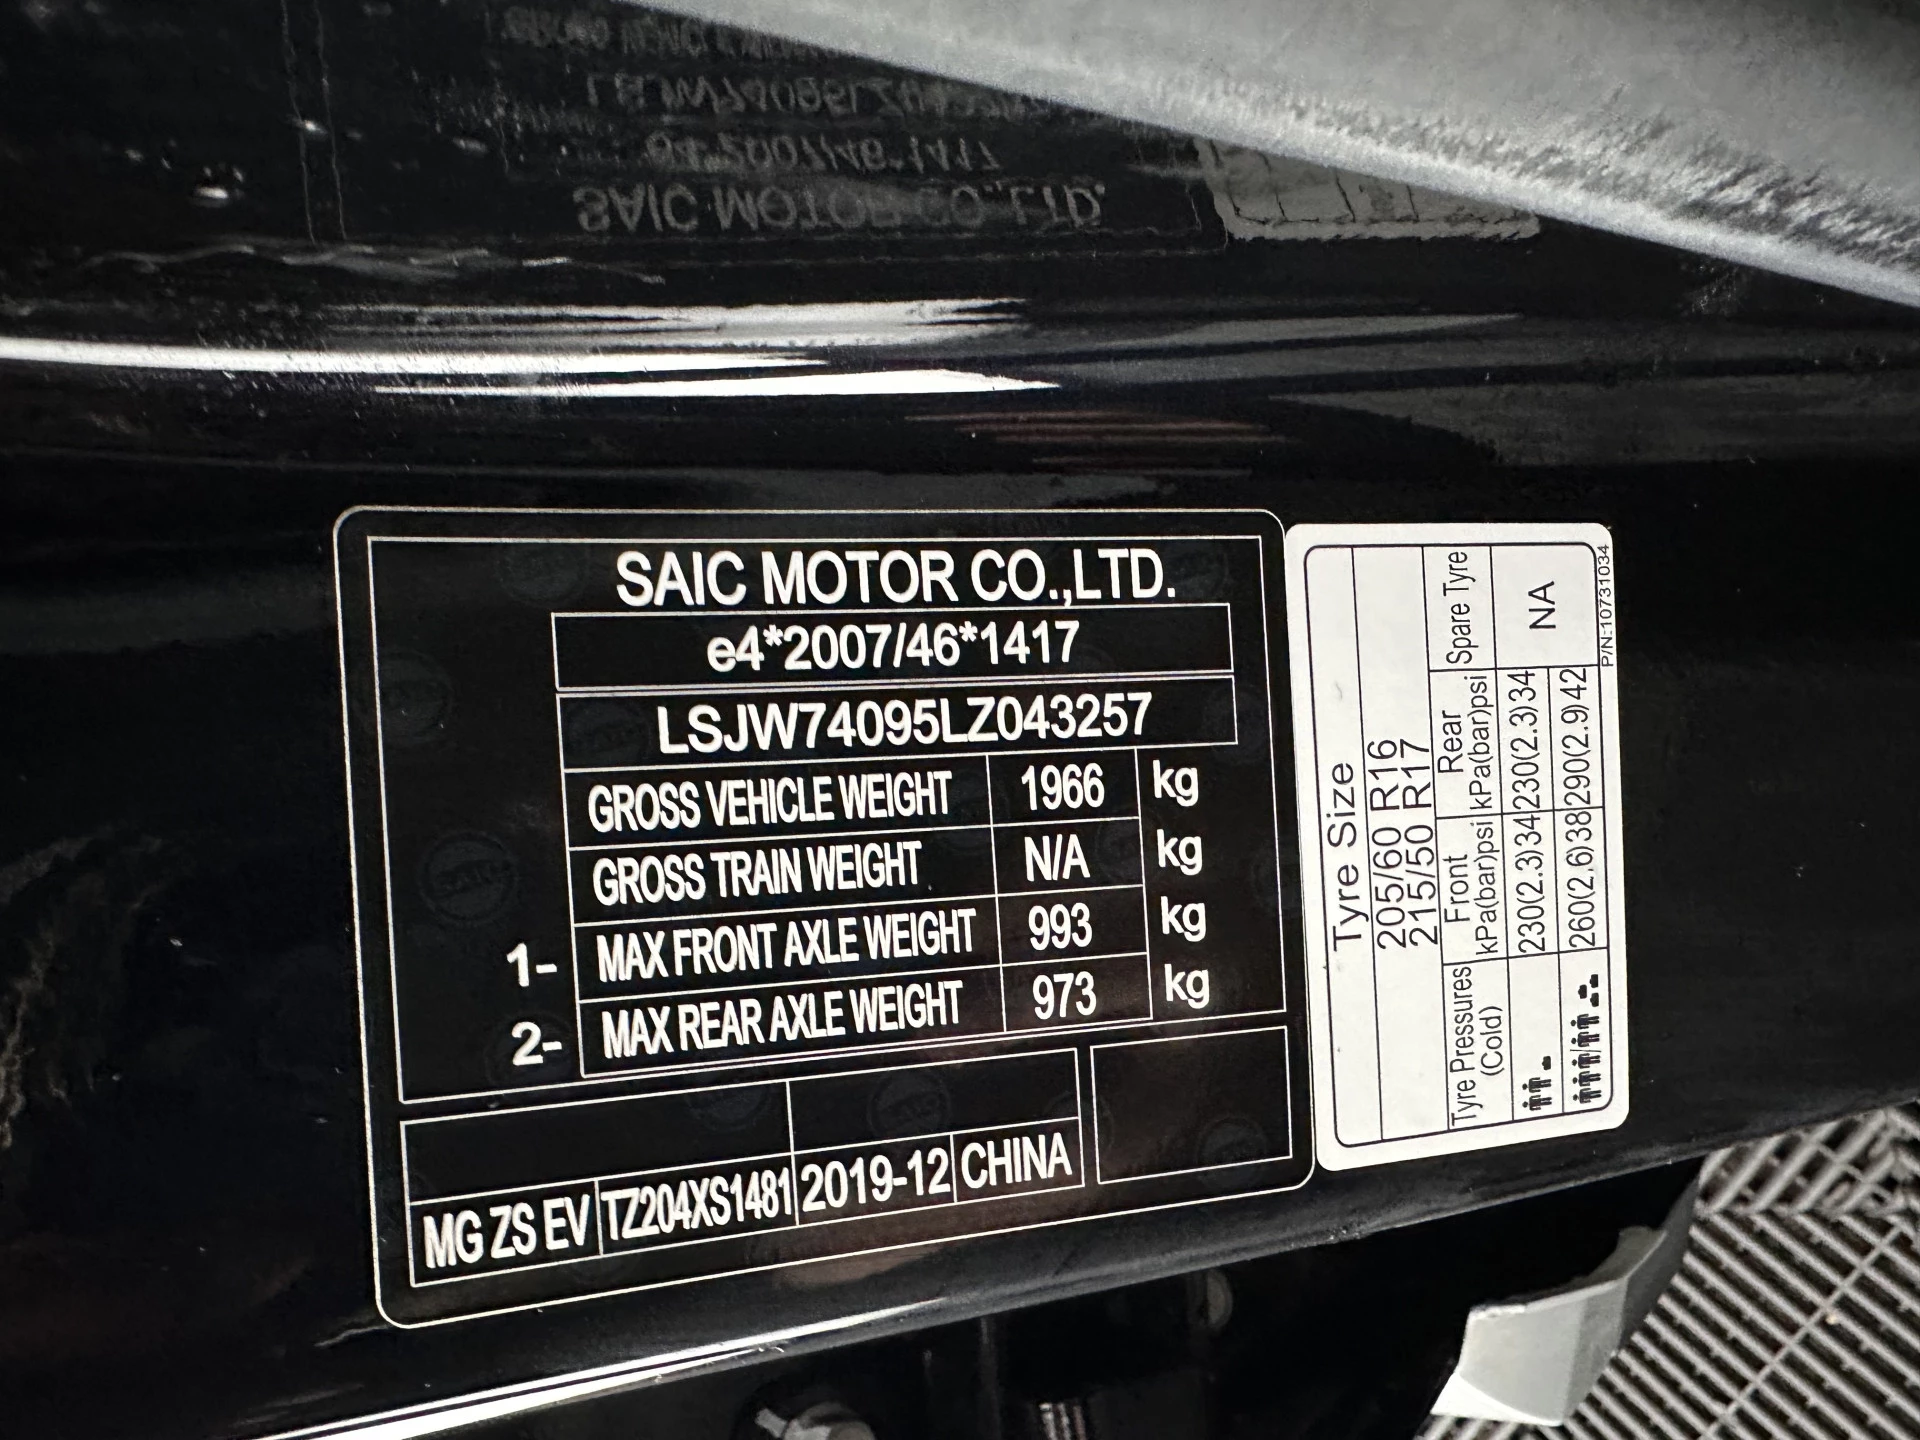 SAIC MOTOR CO.,LTD.
e4*2007/46*1417
LSJW74095LZ043257
GROSS VEHICLE WEIGHT 1966 kg
GROSS TRAIN WEIGHT N/A kg
1- MAX FRONT AXLE WEIGHT 993 kg
2- MAX REAR AXLE WEIGHT 973 kg
MG ZS EV TZ204XS1481 2019-12 CHINA
Tyre Size
205/60 R16
215/50 R17
Tyre Pressures (Cold) Front kPa(bar)psi Rear kPa(bar)psi Spare Tyre
230(2.3)34 230(2.3)34 NA
260(2.6)38 290(2.9)42
P/N:10731034